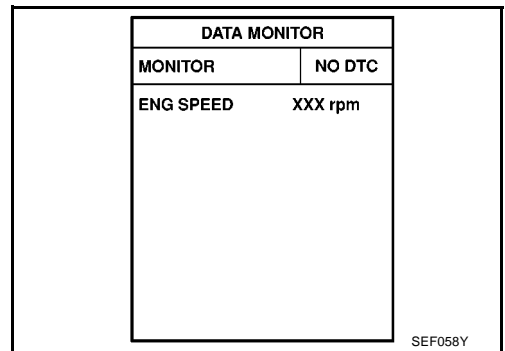 DATA MONITOR
MONITOR NO DTC
ENG SPEED XXX rpm
SEF058Y